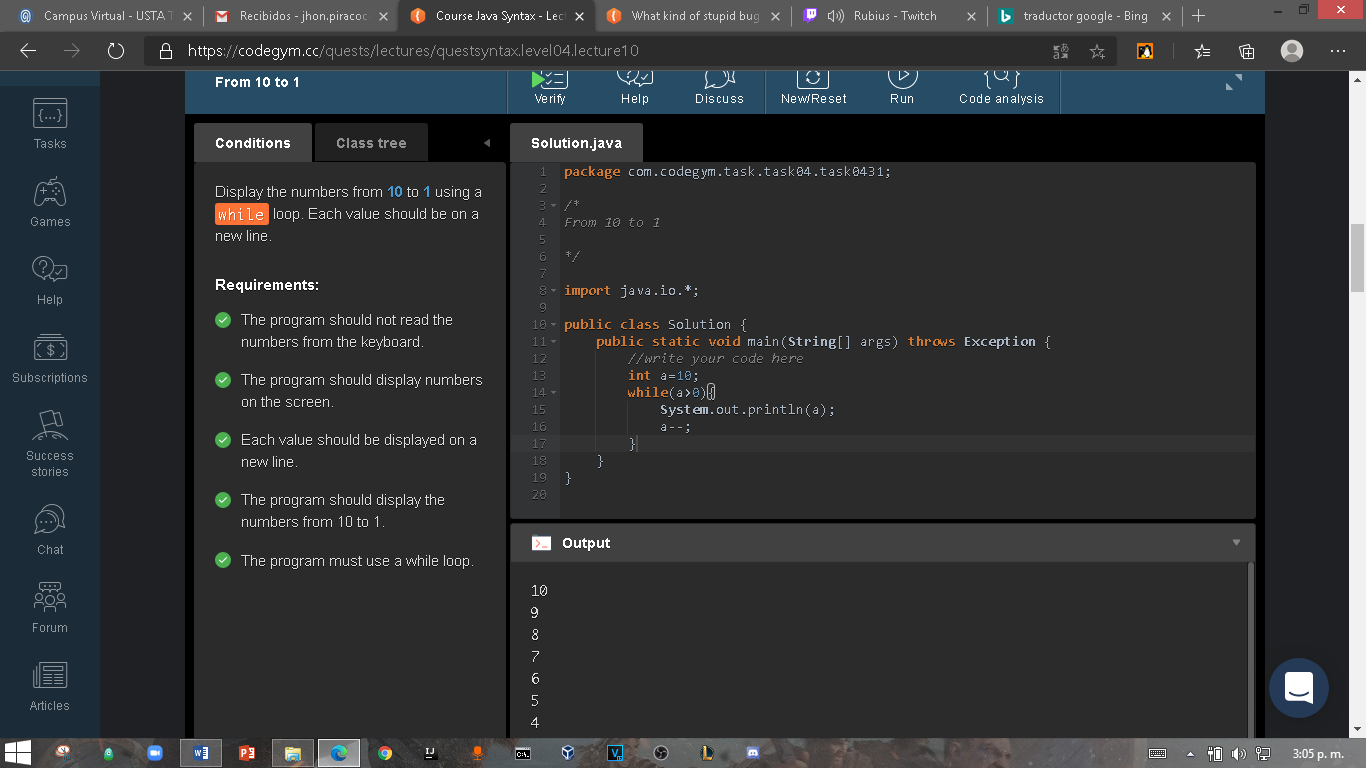 Campus Virtual - USTA T
Recibidos - jhon.piracoc
Course Java Syntax - Lec
What kind of stupid bug
Rubius - Twitch
traductor google - Bing
https://codegym.cc/quests/lectures/questsyntax.level04.lecture10
From 10 to 1
Verify
Help
Discuss
New/Reset
Run
Code analysis
Tasks
Games
Help
Subscriptions
Success
stories
Chat
Forum
Articles
Conditions
Class tree
Display the numbers from 10 to 1 using a
while loop. Each value should be on a
new line.
Requirements:
The program should not read the
numbers from the keyboard.
The program should display numbers
on the screen.
Each value should be displayed on a
new line.
The program should display the
numbers from 10 to 1.
The program must use a while loop.
Solution.java
1 package com.codegym.task.task04.task0431;
2
3 /*
4 From 10 to 1
5
6 */
7
8 import java.io.*;
9
10 public class Solution {
11 public static void main(String[] args) throws Exception {
12 //write your code here
13 int a=10;
14 while(a>0){
15 System.out.println(a);
16 a--;
17 }
18 }
19 }
20
Output
10
9
8
7
6
5
4
3:05 p. m.